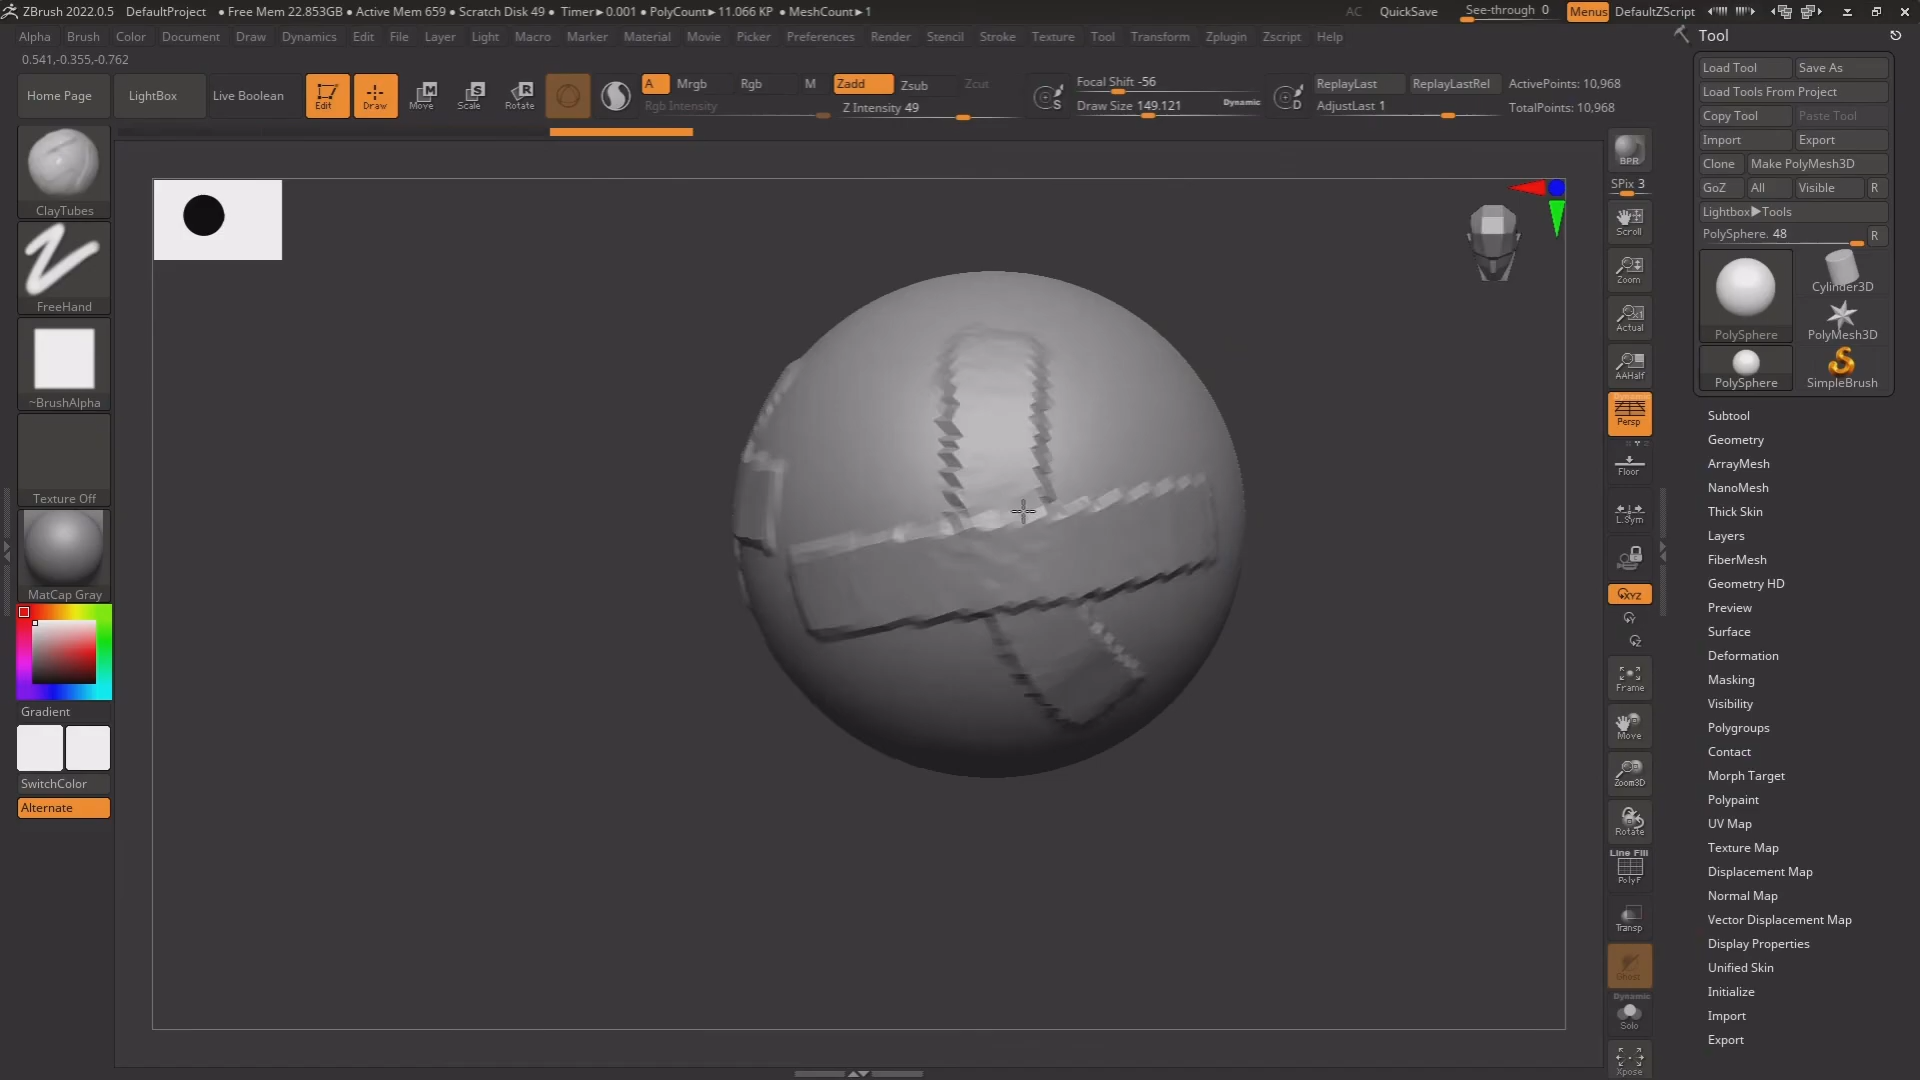 ZBrush 2022.0.5 DefaultProject ● Free Mem 22.853GB ● Active Mem 659 ● Scratch Disk 49 ● Timer►0.001 ● PolyCount►11.066 KP ● MeshCount►1 AC QuickSave See-through 0 Menus DefaultZScript
Alpha Brush Color Document Draw Dynamics Edit File Layer Light Macro Marker Material Movie Picker Preferences Render Stencil Stroke Texture Tool Transform Zplugin Zscript Help
0.541,-0.355,-0.762
Home Page
LightBox
Live Boolean
Edit
Draw
Move
Scale
Rotate
A Mrgb Rgb M
Rgb Intensity
Zadd Zsub Zcut
Z Intensity 49
Focal Shift -56
Draw Size 149.121
Dynamic
ReplayLast ReplayLastRel
AdjustLast 1
ActivePoints: 10,968
TotalPoints: 10,968
ClayTubes
FreeHand
~BrushAlpha
Texture Off
MatCap Gray
Gradient
SwitchColor
Alternate
BPR
SPix 3
Scroll
Zoom
Actual
AAHalf
Dynamic
Persp
Floor
L.Sym
XYZ
Frame
Move
Zoom3D
Rotate
Line Fill
PolyF
Transp
Ghost
Dynamic
Solo
Xpose
Tool
Load Tool Save As
Load Tools From Project
Copy Tool Paste Tool
Import Export
Clone Make PolyMesh3D
GoZ All Visible R
Lightbox►Tools
PolySphere. 48 R
PolySphere
Cylinder3D
PolyMesh3D
PolySphere
SimpleBrush
Subtool
Geometry
ArrayMesh
NanoMesh
Thick Skin
Layers
FiberMesh
Geometry HD
Preview
Surface
Deformation
Masking
Visibility
Polygroups
Contact
Morph Target
Polypaint
UV Map
Texture Map
Displacement Map
Normal Map
Vector Displacement Map
Display Properties
Unified Skin
Initialize
Import
Export